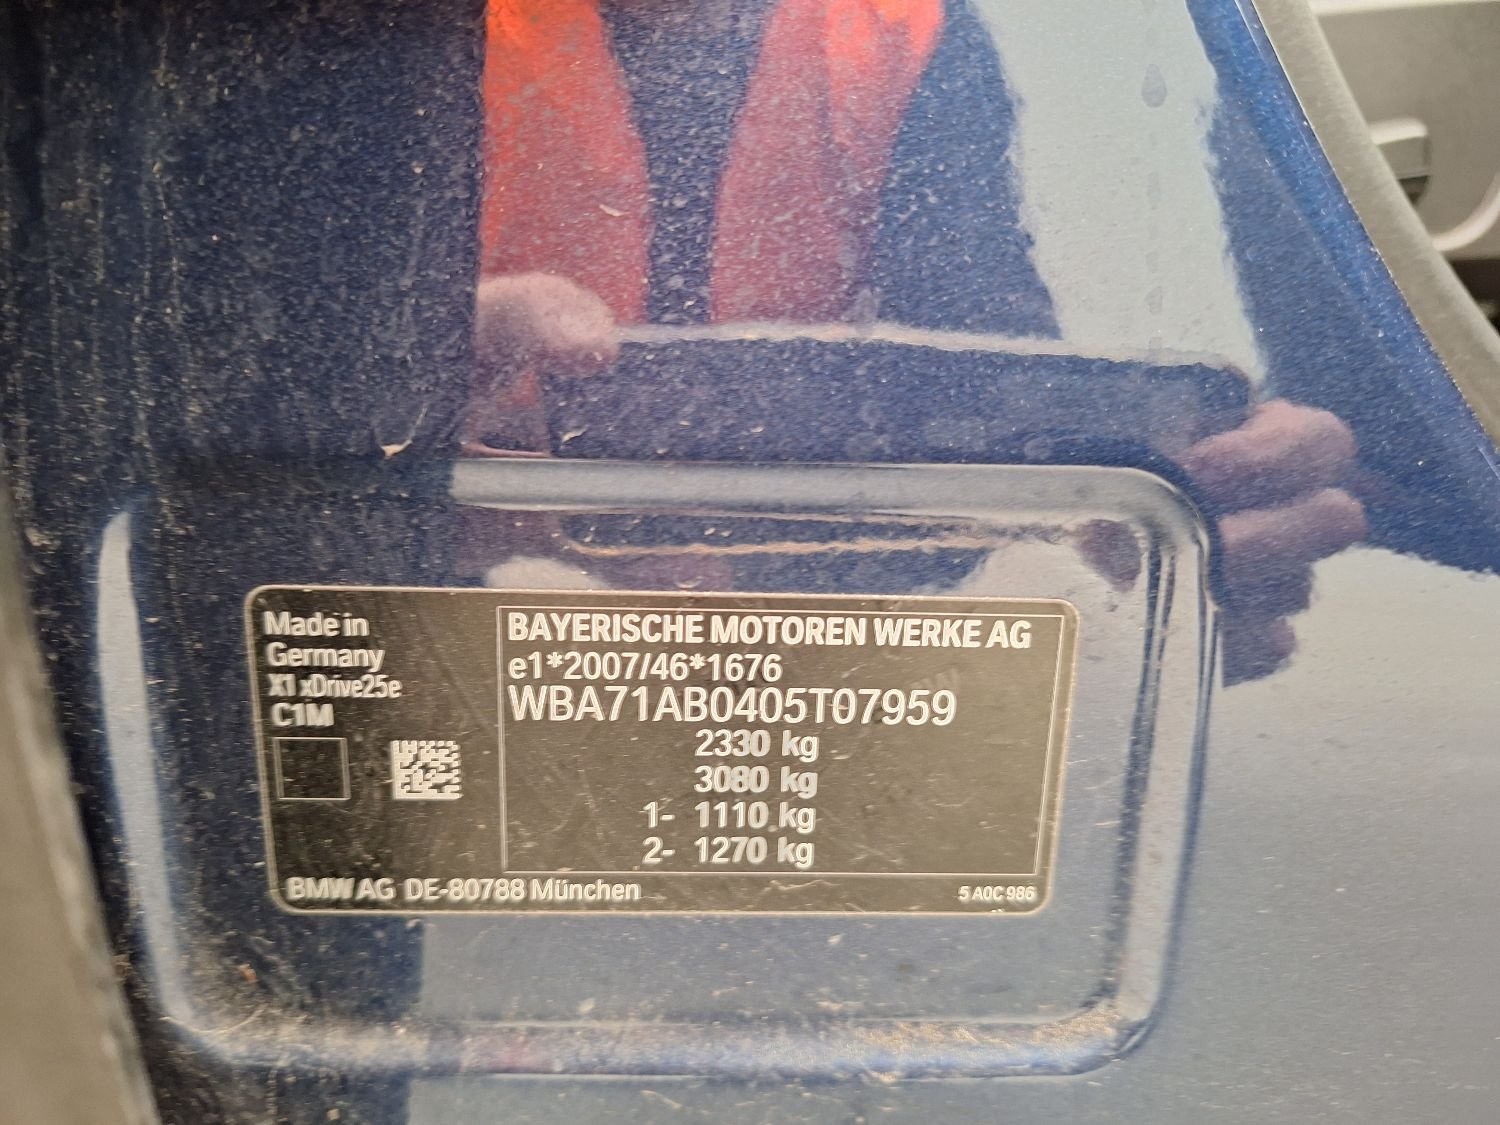 Made in
Germany
X1 xDrive25e
C1M
BAYERISCHE MOTOREN WERKE AG
e1*2007/46*1676
WBA71AB0405T07959
2330 kg
3080 kg
1- 1110 kg
2- 1270 kg
BMW AG DE-80788 München
5 A0C 986